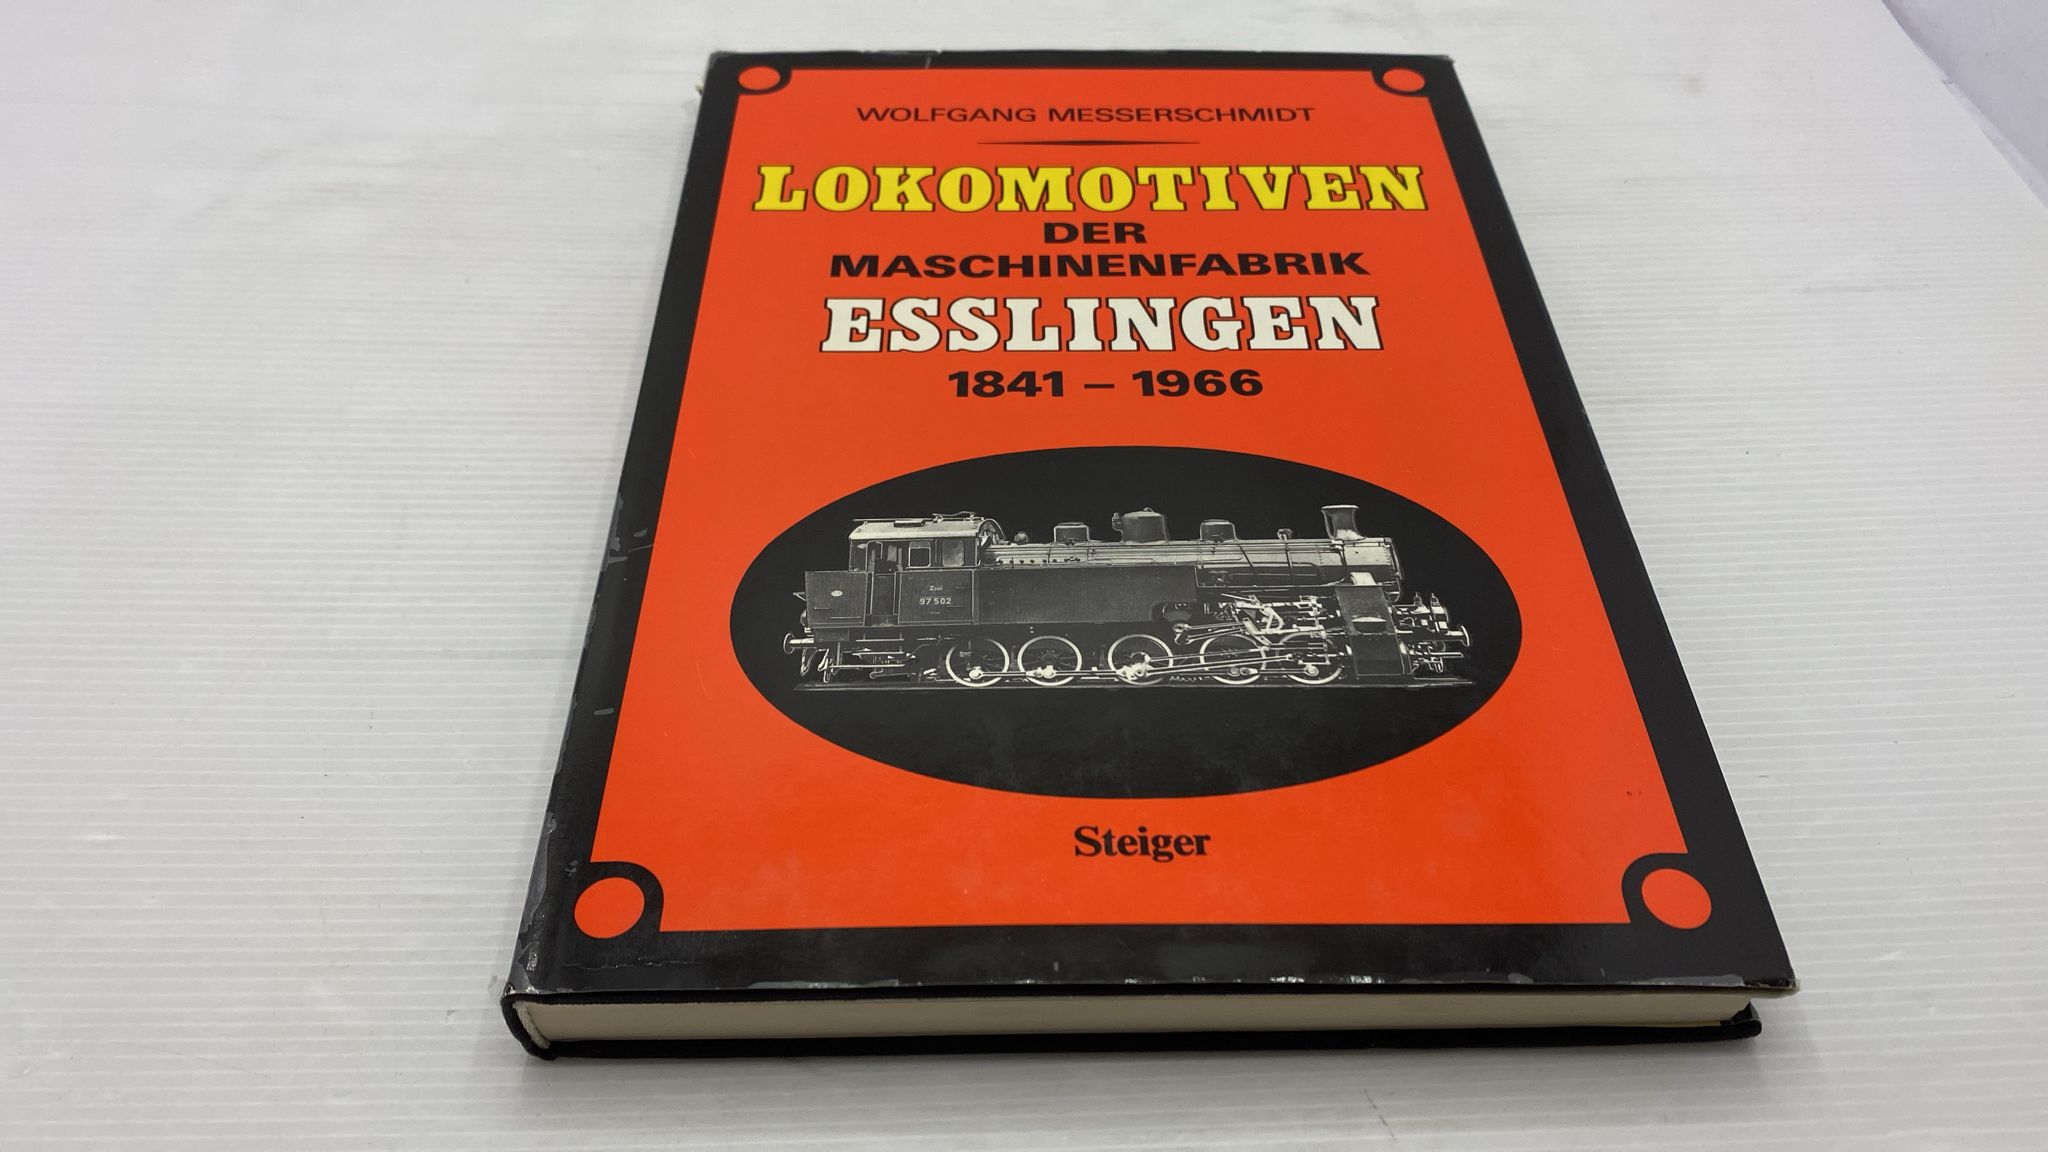 WOLFGANG MESSERSCHMIDT
LOKOMOTIVEN
DER
MASCHINENFABRIK
ESSLINGEN
1841 – 1966
97 502
Steiger